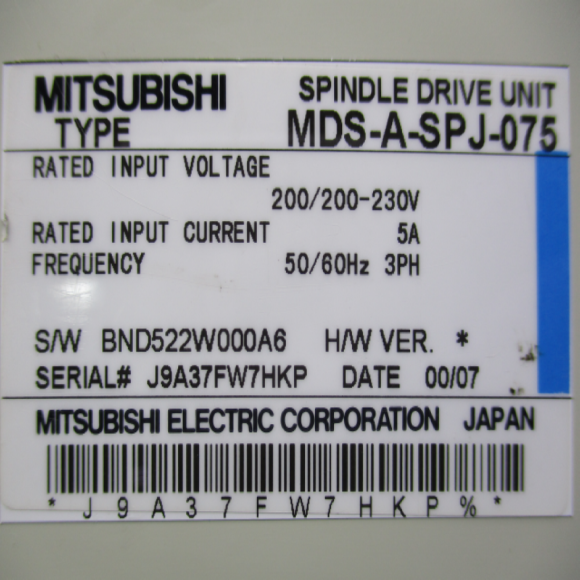 MITSUBISHI SPINDLE DRIVE UNIT
TYPE MDS-A-SPJ-075
RATED INPUT VOLTAGE
200/200-230V
RATED INPUT CURRENT 5A
FREQUENCY 50/60Hz 3PH
S/W BND522W000A6 H/W VER. *
SERIAL# J9A37FW7HKP DATE 00/07
MITSUBISHI ELECTRIC CORPORATION JAPAN
* J 9 A 3 7 F W 7 H K P % *